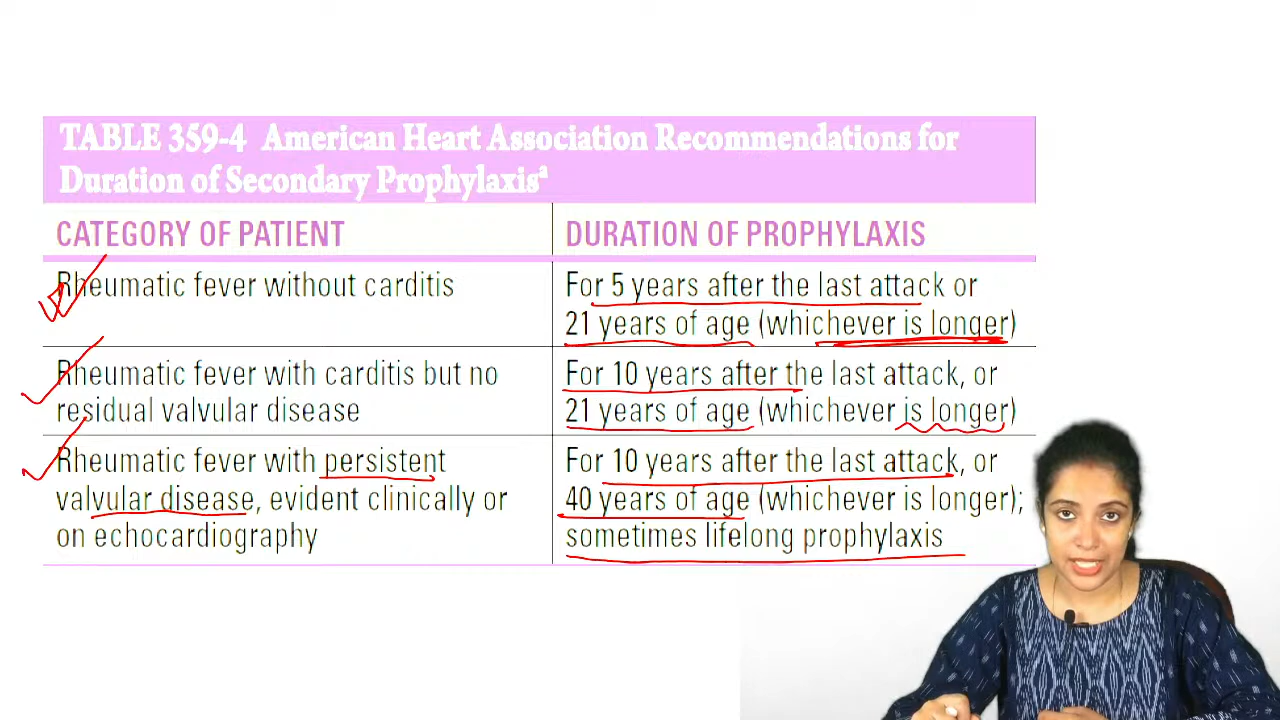 TABLE 359-4 American Heart Association Recommendations for
Duration of Secondary Prophylaxisª
CATEGORY OF PATIENT
DURATION OF PROPHYLAXIS
Rheumatic fever without carditis
For 5 years after the last attack or
21 years of age (whichever is longer)
Rheumatic fever with carditis but no
residual valvular disease
For 10 years after the last attack, or
21 years of age (whichever is longer)
Rheumatic fever with persistent
valvular disease, evident clinically or
on echocardiography
For 10 years after the last attack, or
40 years of age (whichever is longer);
sometimes lifelong prophylaxis